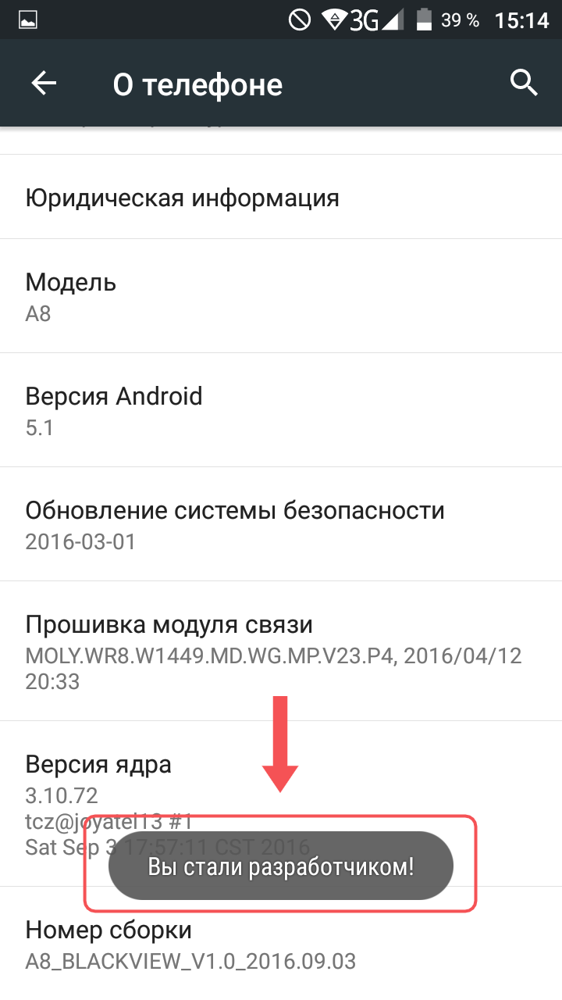 3G 39 % 15:14
О телефоне
Юридическая информация
Модель
A8
Версия Android
5.1
Обновление системы безопасности
2016-03-01
Прошивка модуля связи
MOLY.WR8.W1449.MD.WG.MP.V23.P4, 2016/04/12
20:33
Версия ядра
3.10.72
tcz@joyatel13 #1
Sat Sep 3 17:57:11 CST 2016
Вы стали разработчиком!
Номер сборки
A8_BLACKVIEW_V1.0_2016.09.03